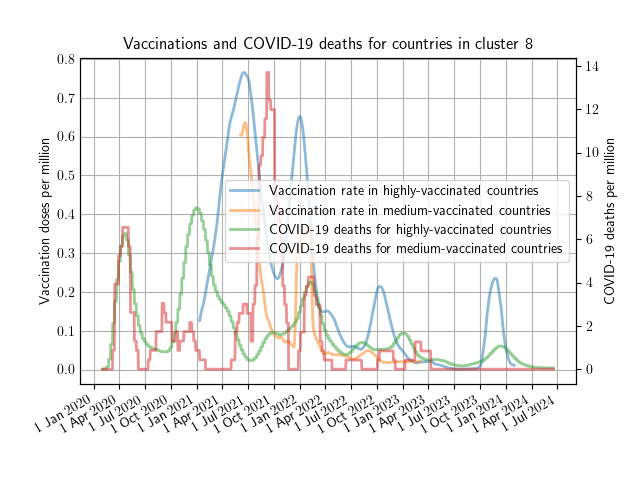 Vaccinations and COVID-19 deaths for countries in cluster 8
Vaccination doses per million
0.8
0.7
0.6
0.5
0.4
0.3
0.2
0.1
0.0
Vaccination rate in highly-vaccinated countries
Vaccination rate in medium-vaccinated countries
COVID-19 deaths for highly-vaccinated countries
COVID-19 deaths for medium-vaccinated countries
14
12
10
8
6
4
2
0
COVID-19 deaths per million
1 Jan 2020
1 Apr 2020
1 Jul 2020
1 Oct 2020
1 Jan 2021
1 Apr 2021
1 Jul 2021
1 Oct 2021
1 Jan 2022
1 Apr 2022
1 Jul 2022
1 Oct 2022
1 Jan 2023
1 Apr 2023
1 Jul 2023
1 Oct 2023
1 Jan 2024
1 Apr 2024
1 Jul 2024